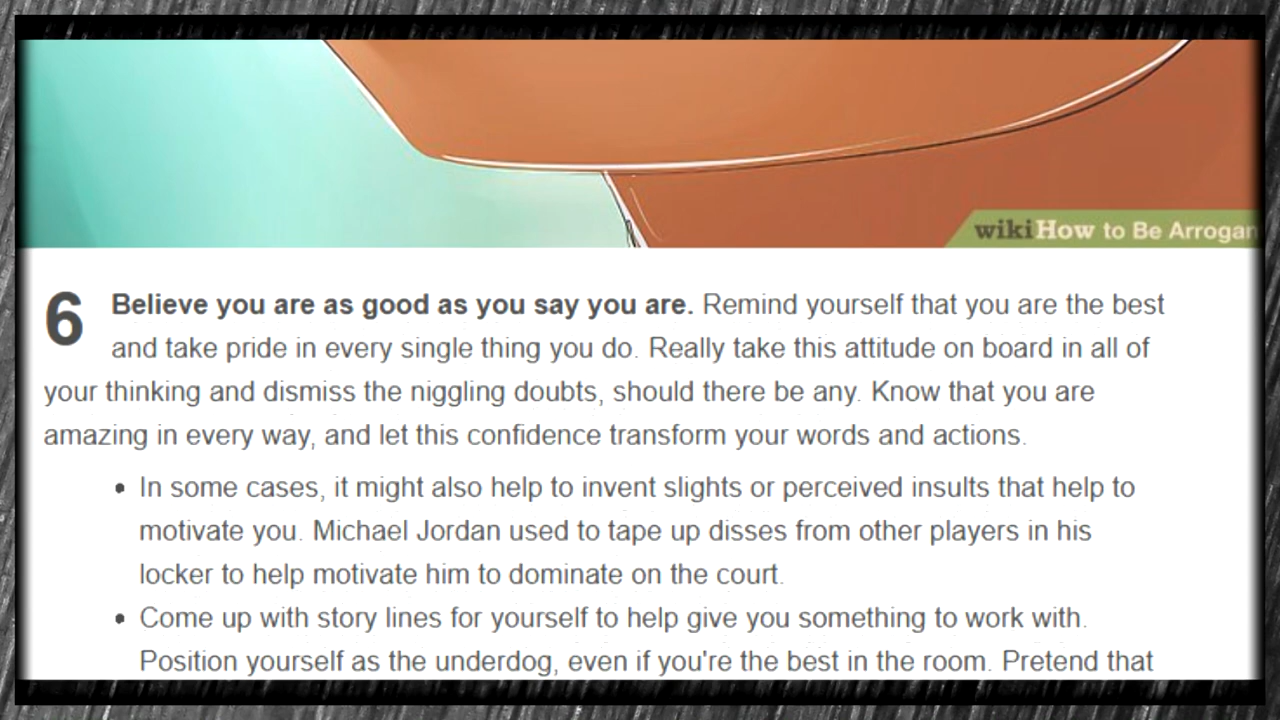 wikiHow to Be Arrogan
6 Believe you are as good as you say you are. Remind yourself that you are the best
and take pride in every single thing you do. Really take this attitude on board in all of
your thinking and dismiss the niggling doubts, should there be any. Know that you are
amazing in every way, and let this confidence transform your words and actions.
• In some cases, it might also help to invent slights or perceived insults that help to
motivate you. Michael Jordan used to tape up disses from other players in his
locker to help motivate him to dominate on the court.
• Come up with story lines for yourself to help give you something to work with.
Position yourself as the underdog, even if you're the best in the room. Pretend that